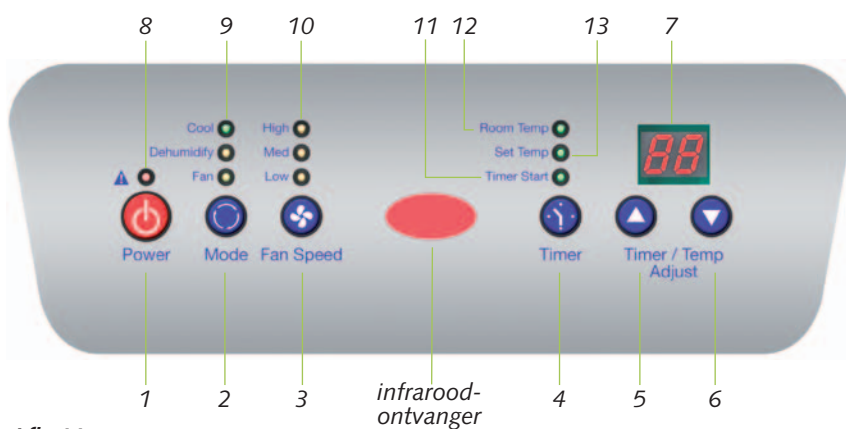 8 9 10 11 12 13 7
Cool High Room Temp
Dehumidify Med Set Temp 88
Fan Low Timer Start
Power Mode Fan Speed Timer Timer / Temp
Adjust
1 2 3 infrarood- 4 5 6
ontvanger